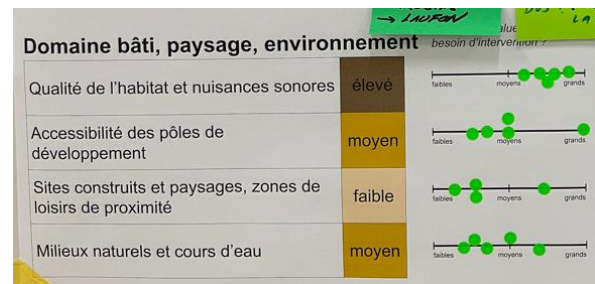 → LAUFON
LA
Domaine bâti, paysage, environnement
besoin d'intervention ?
Qualité de l'habitat et nuisances sonores élevé
faibles moyens grands
Accessibilité des pôles de
développement
moyen
faibles moyens grands
Sites construits et paysages, zones de
loisirs de proximité
faible
faibles moyens grands
Milieux naturels et cours d'eau moyen
faibles moyens grands